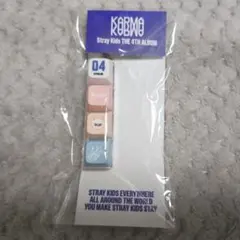 KARMA
KARMA
Stray Kids THE 4TH ALBUM
04
STRAY KIDS EVERYWHERE
ALL AROUND THE WORLD
YOU MAKE STRAY KIDS STAY